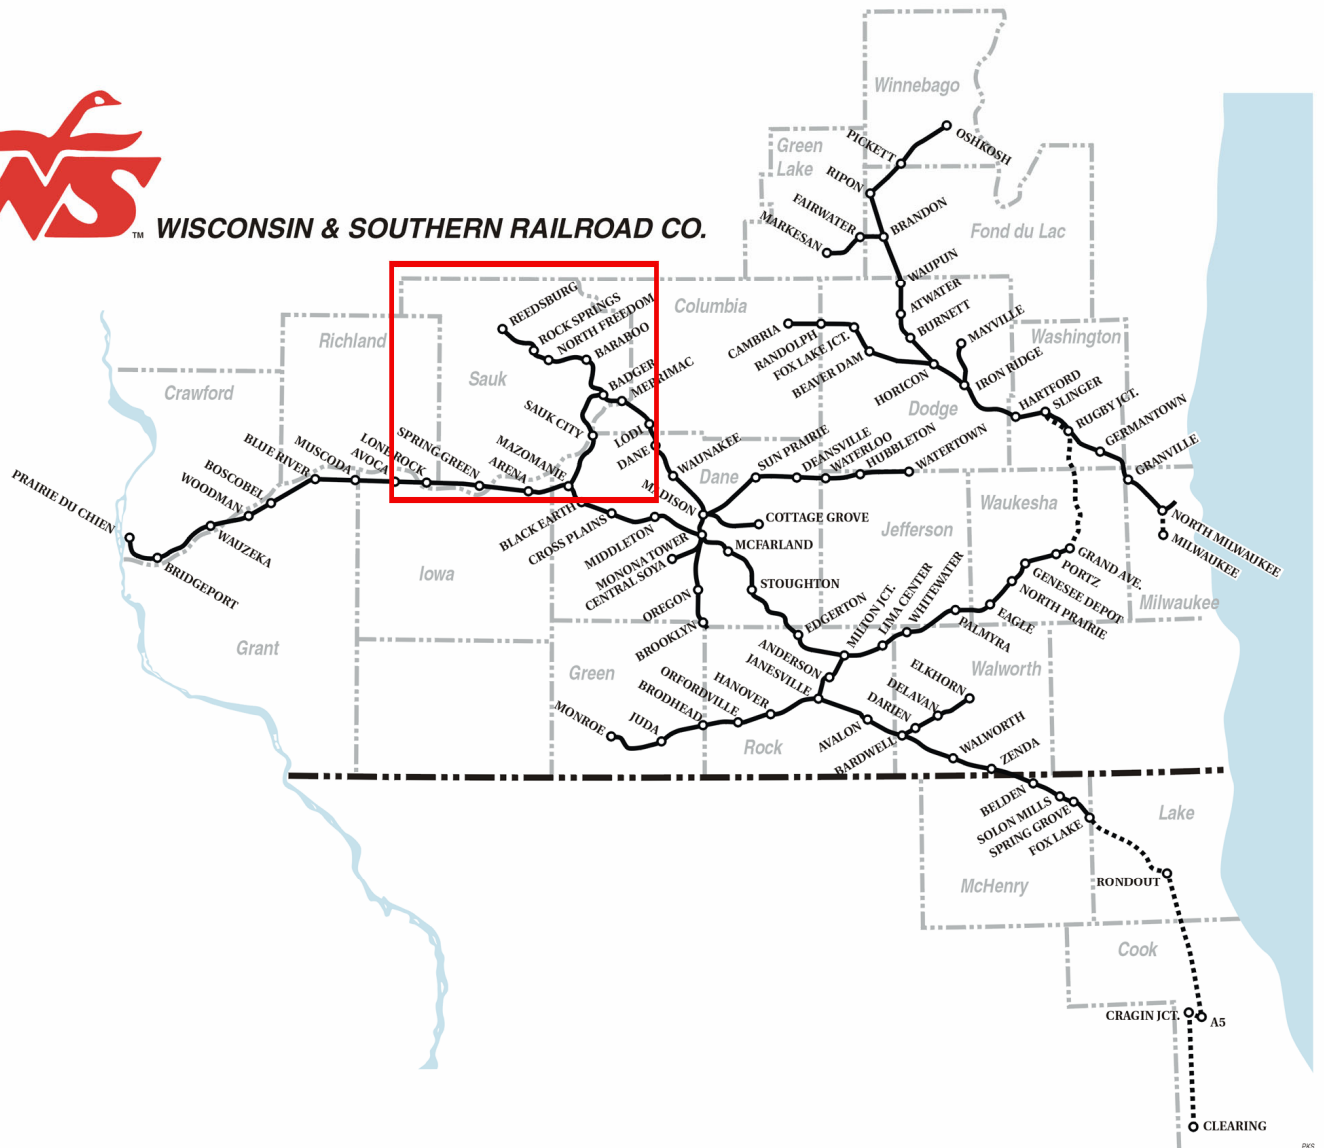 Winnebago
OSHKOSH
PICKETT
Green
Lake
RIPON
FAIRWATER
BRANDON
MARKESAN
Fond du Lac
WS
TM
WISCONSIN & SOUTHERN RAILROAD CO.
WAUPUN
ATWATER
BURNETT
MAYVILLE
Columbia
CAMBRIA
RANDOLPH
FOX LAKE JCT.
BEAVER DAM
HORICON
IRON RIDGE
Washington
HARTFORD
SLINGER
RUGBY JCT.
GERMANTOWN
GRANVILLE
Dodge
REEDSBURG
ROCK SPRINGS
NORTH FREEDOM
BARABOO
BADGER
MERRIMAC
Richland
Sauk
SAUK CITY
LODI
DANE
Crawford
PRAIRIE DU CHIEN
BRIDGEPORT
WAUZEKA
WOODMAN
BOSCOBEL
BLUE RIVER
MUSCODA
AVOCA
LONE ROCK
SPRING GREEN
ARENA
MAZOMANIE
BLACK EARTH
CROSS PLAINS
MIDDLETON
WAUNAKEE
MADISON
Dane
SUN PRAIRIE
DEANSVILLE
WATERLOO
HUBBLETON
WATERTOWN
COTTAGE GROVE
Jefferson
Waukesha
NORTH MILWAUKEE
MILWAUKEE
Milwaukee
MONONA TOWER
CENTRAL SOYA
MCFARLAND
STOUGHTON
OREGON
BROOKLYN
EDGERTON
MILTON JCT.
LIMA CENTER
WHITEWATER
PALMYRA
EAGLE
NORTH PRAIRIE
GENESEE DEPOT
PORTZ
GRAND AVE.
Iowa
Grant
Green
Rock
Walworth
MONROE
JUDA
BRODHEAD
ORFORDVILLE
HANOVER
JANESVILLE
ANDERSON
AVALON
BARDWELL
DARIEN
DELAVAN
ELKHORN
WALWORTH
ZENDA
BELDEN
SOLON MILLS
SPRING GROVE
FOX LAKE
Lake
McHenry
RONDOUT
Cook
CRAGIN JCT.
A5
CLEARING
PKS